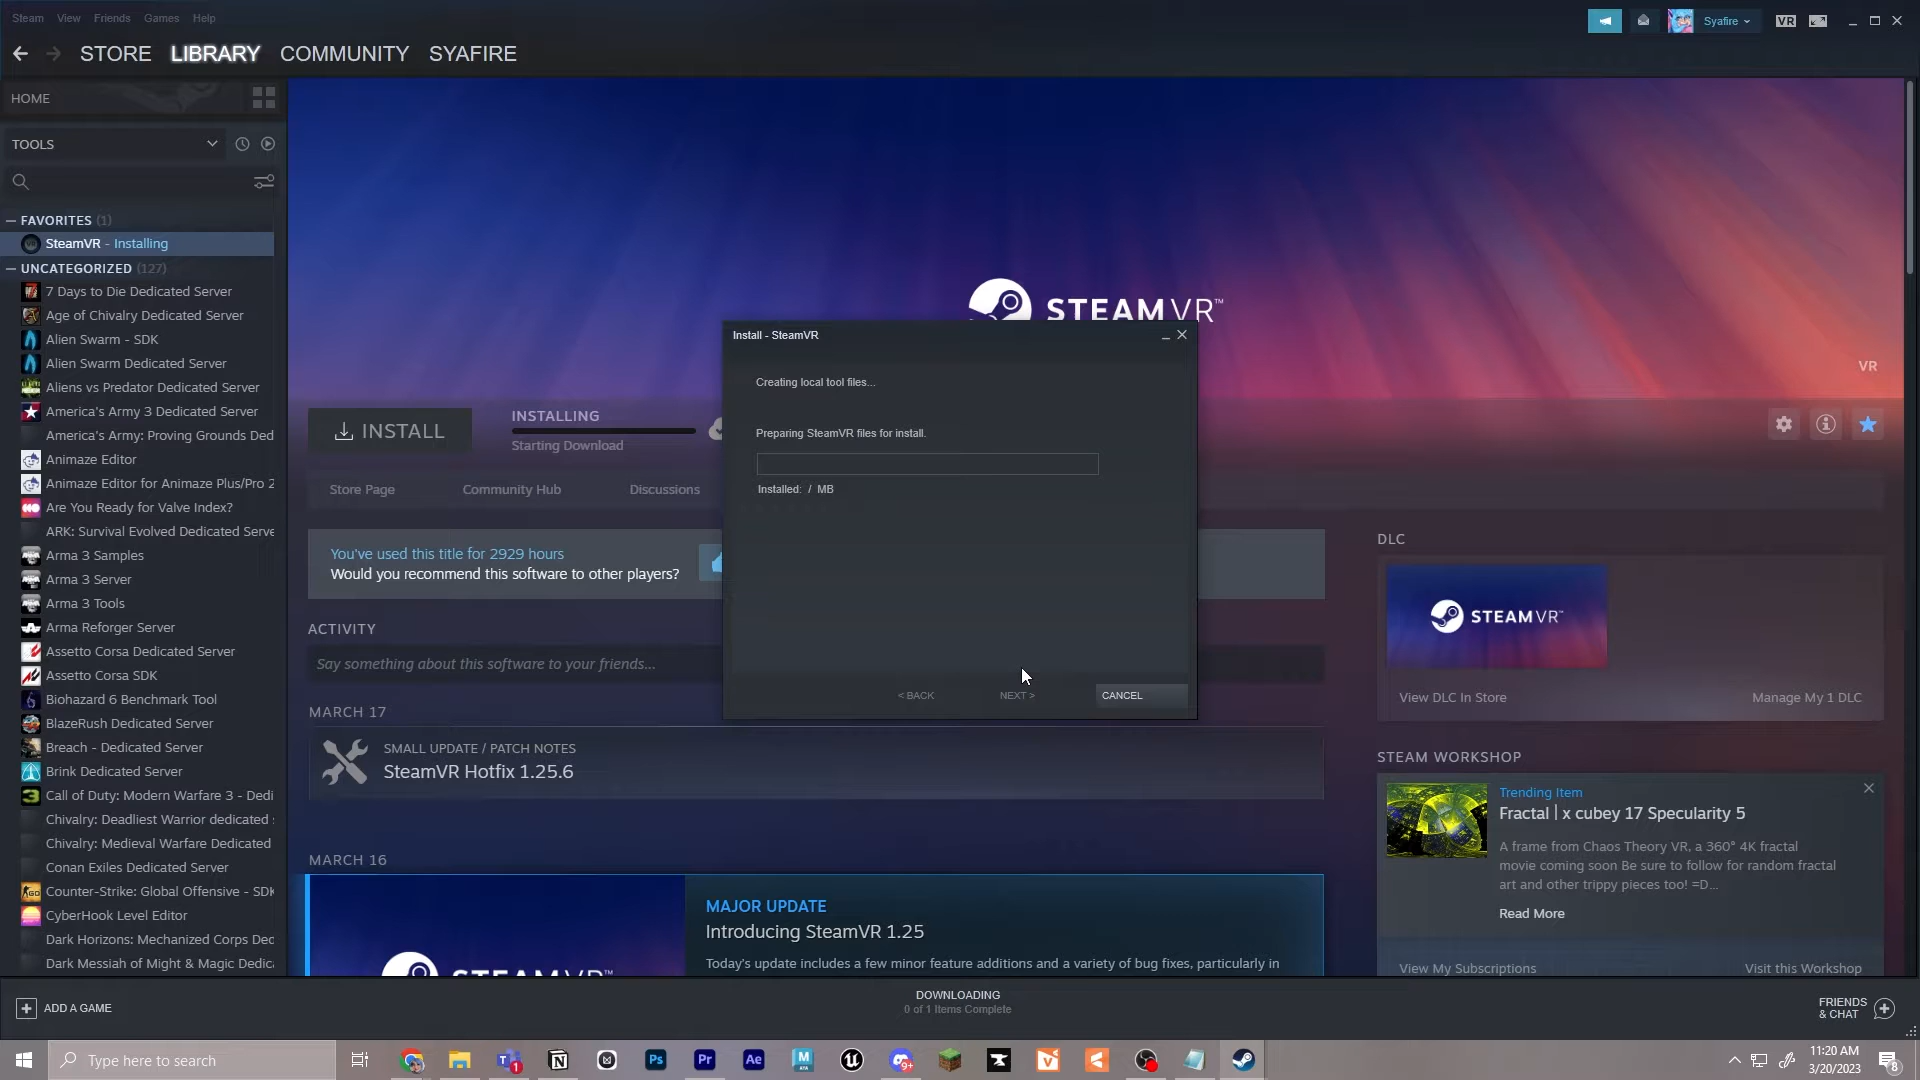 Steam View Friends Games Help
Syafire
VR
STORE LIBRARY COMMUNITY SYAFIRE
HOME
TOOLS
— FAVORITES (1)
SteamVR - Installing
— UNCATEGORIZED (127)
7 Days to Die Dedicated Server
Age of Chivalry Dedicated Server
Alien Swarm - SDK
Alien Swarm Dedicated Server
Aliens vs Predator Dedicated Server
America's Army 3 Dedicated Server
America's Army: Proving Grounds Ded
Animaze Editor
Animaze Editor for Animaze Plus/Pro 2
Are You Ready for Valve Index?
ARK: Survival Evolved Dedicated Serve
Arma 3 Samples
Arma 3 Server
Arma 3 Tools
Arma Reforger Server
Assetto Corsa Dedicated Server
Assetto Corsa SDK
Biohazard 6 Benchmark Tool
BlazeRush Dedicated Server
Breach - Dedicated Server
Brink Dedicated Server
Call of Duty: Modern Warfare 3 - Dedi
Chivalry: Deadliest Warrior dedicated
Chivalry: Medieval Warfare Dedicated
Conan Exiles Dedicated Server
Counter-Strike: Global Offensive - SDK
CyberHook Level Editor
Dark Horizons: Mechanized Corps Ded
Dark Messiah of Might & Magic Dedica
STEAMVR™
VR
INSTALL
INSTALLING
Starting Download
Store Page Community Hub Discussions
You've used this title for 2929 hours
Would you recommend this software to other players?
ACTIVITY
Say something about this software to your friends...
MARCH 17
SMALL UPDATE / PATCH NOTES
SteamVR Hotfix 1.25.6
MARCH 16
STEAMVR™
MAJOR UPDATE
Introducing SteamVR 1.25
Today's update includes a few minor feature additions and a variety of bug fixes, particularly in
Install - SteamVR
Creating local tool files...
Preparing SteamVR files for install.
Installed: / MB
< BACK NEXT > CANCEL
DLC
STEAMVR™
View DLC In Store Manage My 1 DLC
STEAM WORKSHOP
Trending Item
Fractal | x cubey 17 Specularity 5
A frame from Chaos Theory VR, a 360° 4K fractal
movie coming soon Be sure to follow for random fractal
art and other trippy pieces too! =D...
Read More
View My Subscriptions Visit this Workshop
ADD A GAME
DOWNLOADING
0 of 1 Items Complete
FRIENDS
& CHAT
Type here to search
Ps Pr Ae
11:20 AM
3/20/2023
8